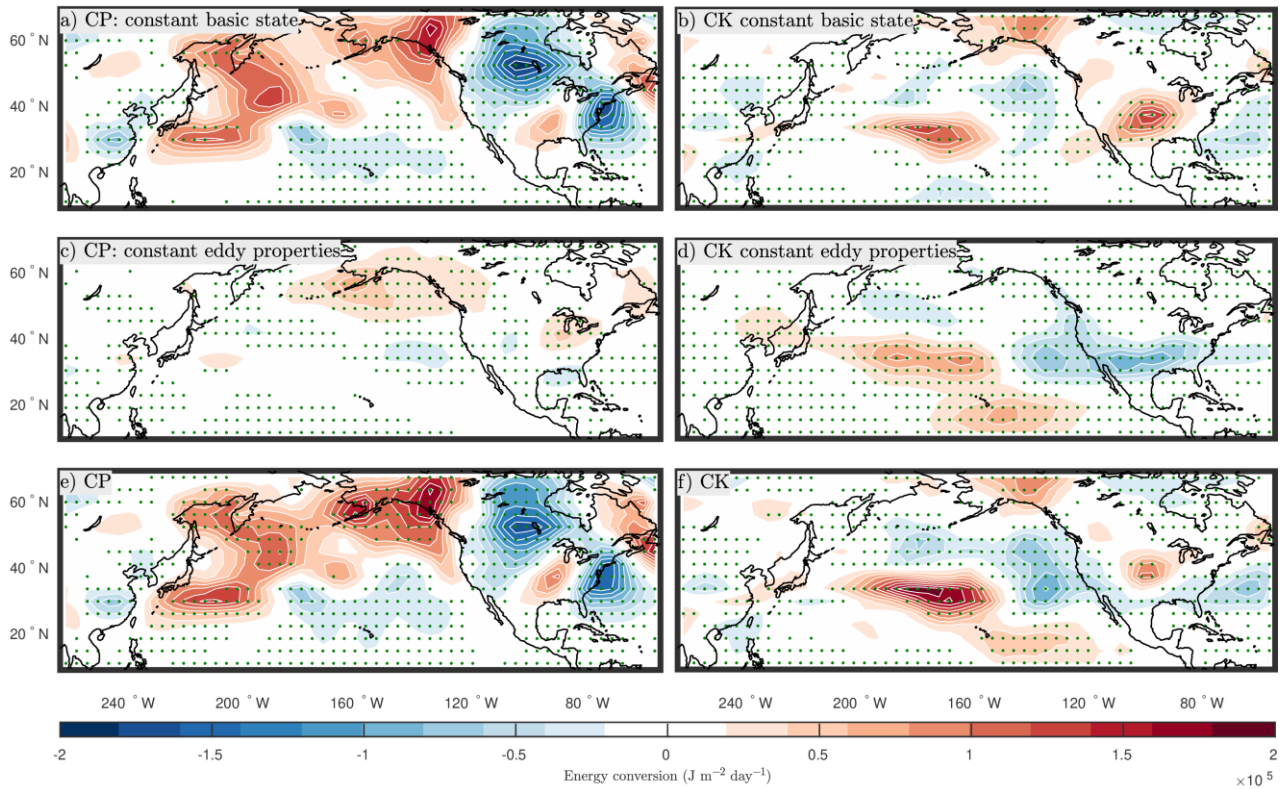 a) CP: constant basic state
b) CK constant basic state
60 ° N
40 ° N
20 ° N
c) CP: constant eddy properties
d) CK constant eddy properties
60 ° N
40 ° N
20 ° N
e) CP
f) CK
60 ° N
40 ° N
20 ° N
240 ° W 200 ° W 160 ° W 120 ° W 80 ° W
240 ° W 200 ° W 160 ° W 120 ° W 80 ° W
-2 -1.5 -1 -0.5 0 0.5 1 1.5 2
Energy conversion (J m⁻² day⁻¹)
×10 ⁵